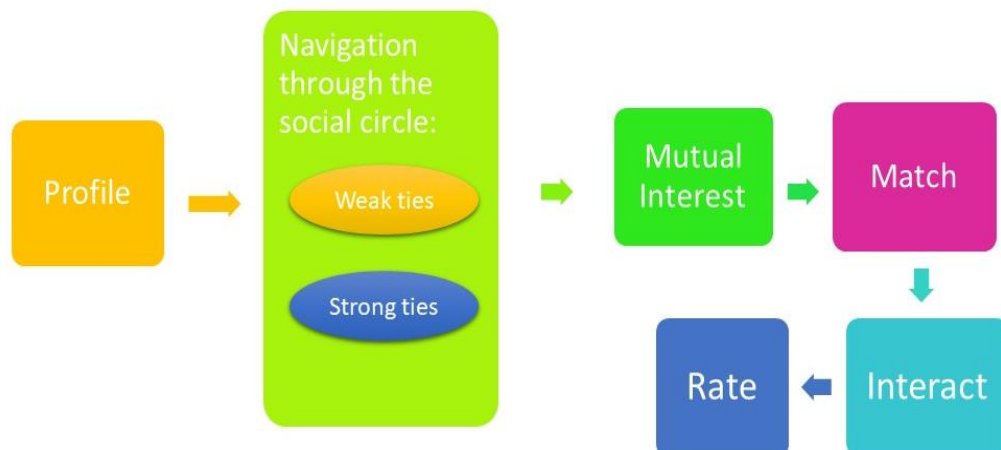 Profile
Navigation
through the
social circle:
Weak ties
Strong ties
Mutual
Interest
Match
Interact
Rate